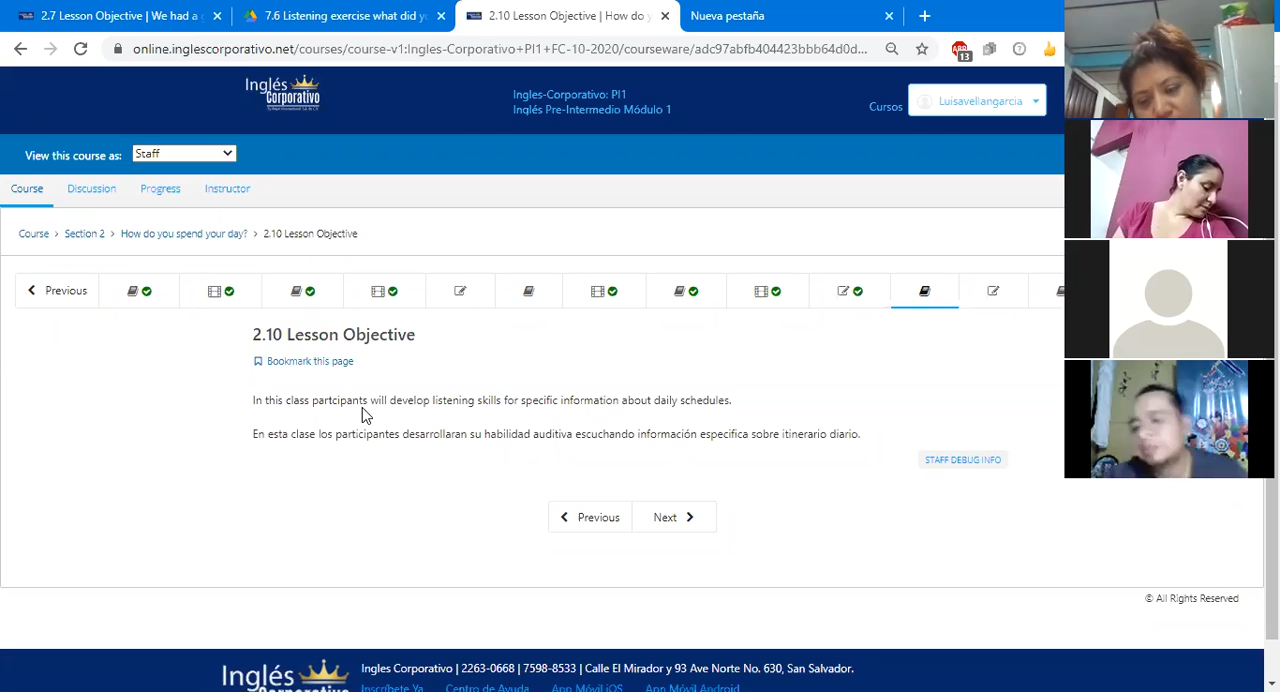 2.7 Lesson Objective | We had a g
7.6 Listening exercise what did yo
2.10 Lesson Objective | How do yo
Nueva pestaña
online.inglescorporativo.net/courses/course-v1:Ingles-Corporativo+PI1+FC-10-2020/courseware/adc97abfb404423bbb64d0d...
13
Inglés
Corporativo
Ingles-Corporativo: PI1
Inglés Pre-Intermedio Módulo 1
Cursos
Luisavellangarcia
View this course as:
Staff
Course
Discussion
Progress
Instructor
Course > Section 2 > How do you spend your day? > 2.10 Lesson Objective
Previous
2.10 Lesson Objective
Bookmark this page
In this class partcipants will develop listening skills for specific information about daily schedules.
En esta clase los participantes desarrollaran su habilidad auditiva escuchando información especifica sobre itinerario diario.
STAFF DEBUG INFO
Previous
Next
© All Rights Reserved
Inglés
Ingles Corporativo | 2263-0668 | 7598-8533 | Calle El Mirador y 93 Ave Norte No. 630, San Salvador.
Inscríbete Ya
Centro de Ayuda
App Móvil iOS
App Móvil Android